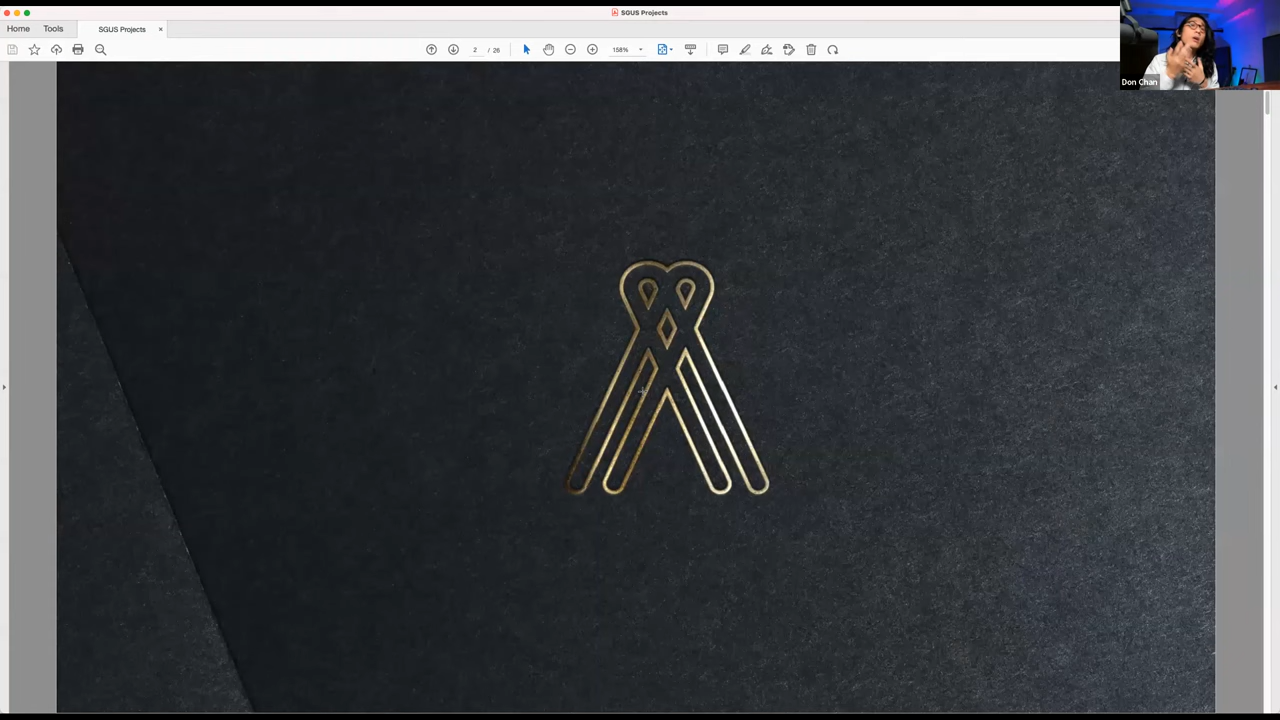 SGUS Projects
Home
Tools
SGUS Projects
2 / 26
158%
Don Chan